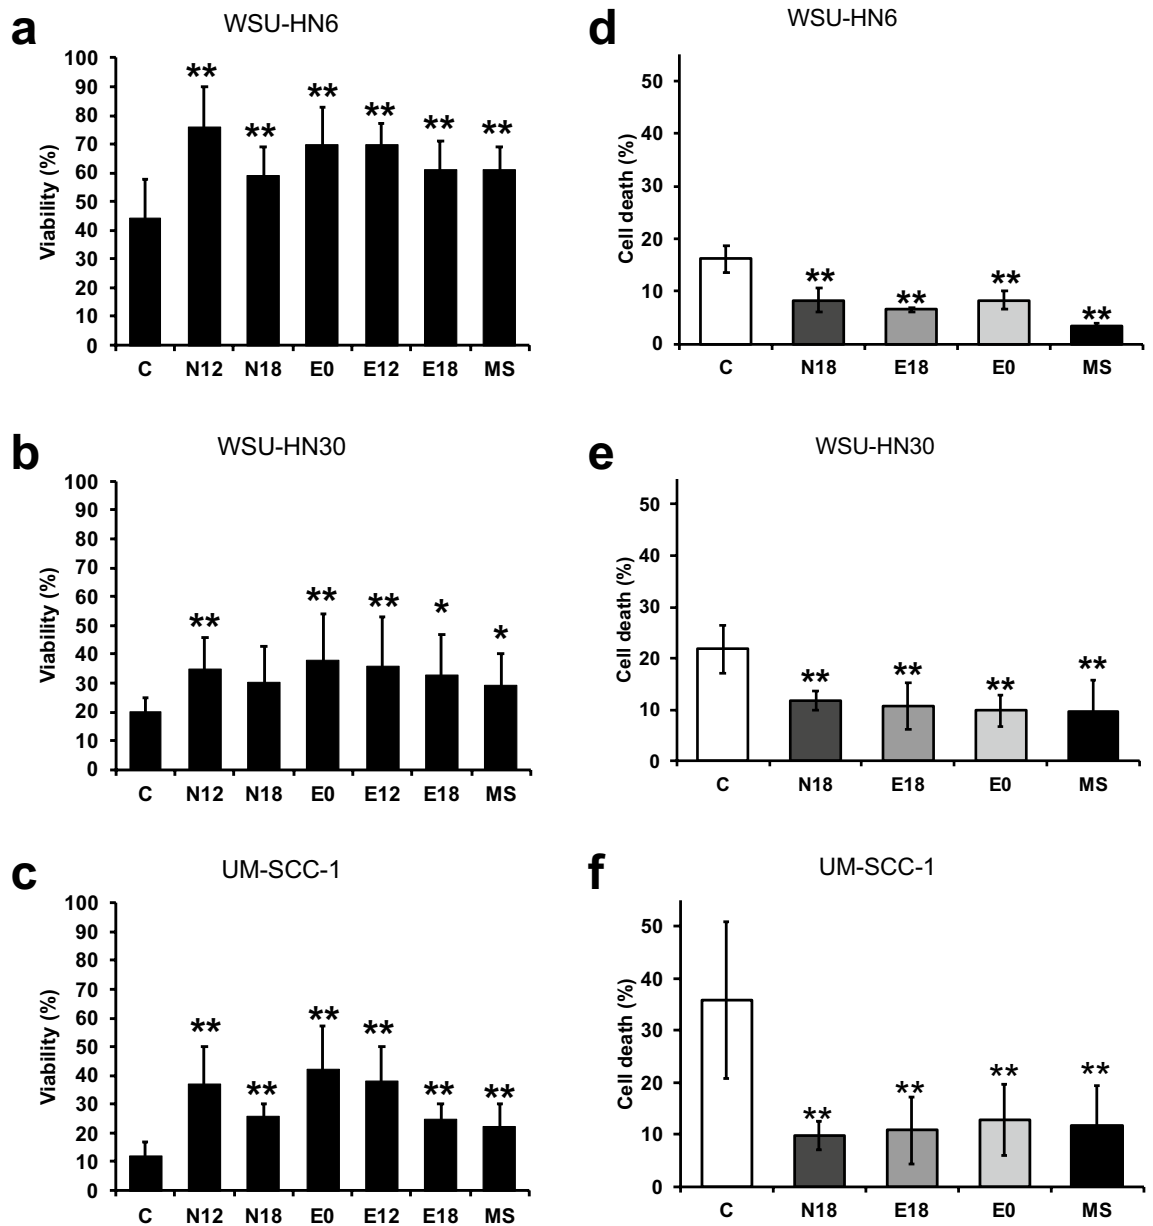 a
WSU-HN6
Viability (%)
100
90
80
70
60
50
40
30
20
10
0
** ** ** ** ** **
C N12 N18 E0 E12 E18 MS
d
WSU-HN6
Cell death (%)
50
40
30
20
10
0
** ** ** **
C N18 E18 E0 MS
b
WSU-HN30
Viability (%)
100
90
80
70
60
50
40
30
20
10
0
** ** ** * *
C N12 N18 E0 E12 E18 MS
e
WSU-HN30
Cell death (%)
50
40
30
20
10
0
** ** ** **
C N18 E18 E0 MS
c
UM-SCC-1
Viability (%)
100
90
80
70
60
50
40
30
20
10
0
** ** ** ** ** **
C N12 N18 E0 E12 E18 MS
f
UM-SCC-1
Cell death (%)
50
40
30
20
10
0
** ** ** **
C N18 E18 E0 MS